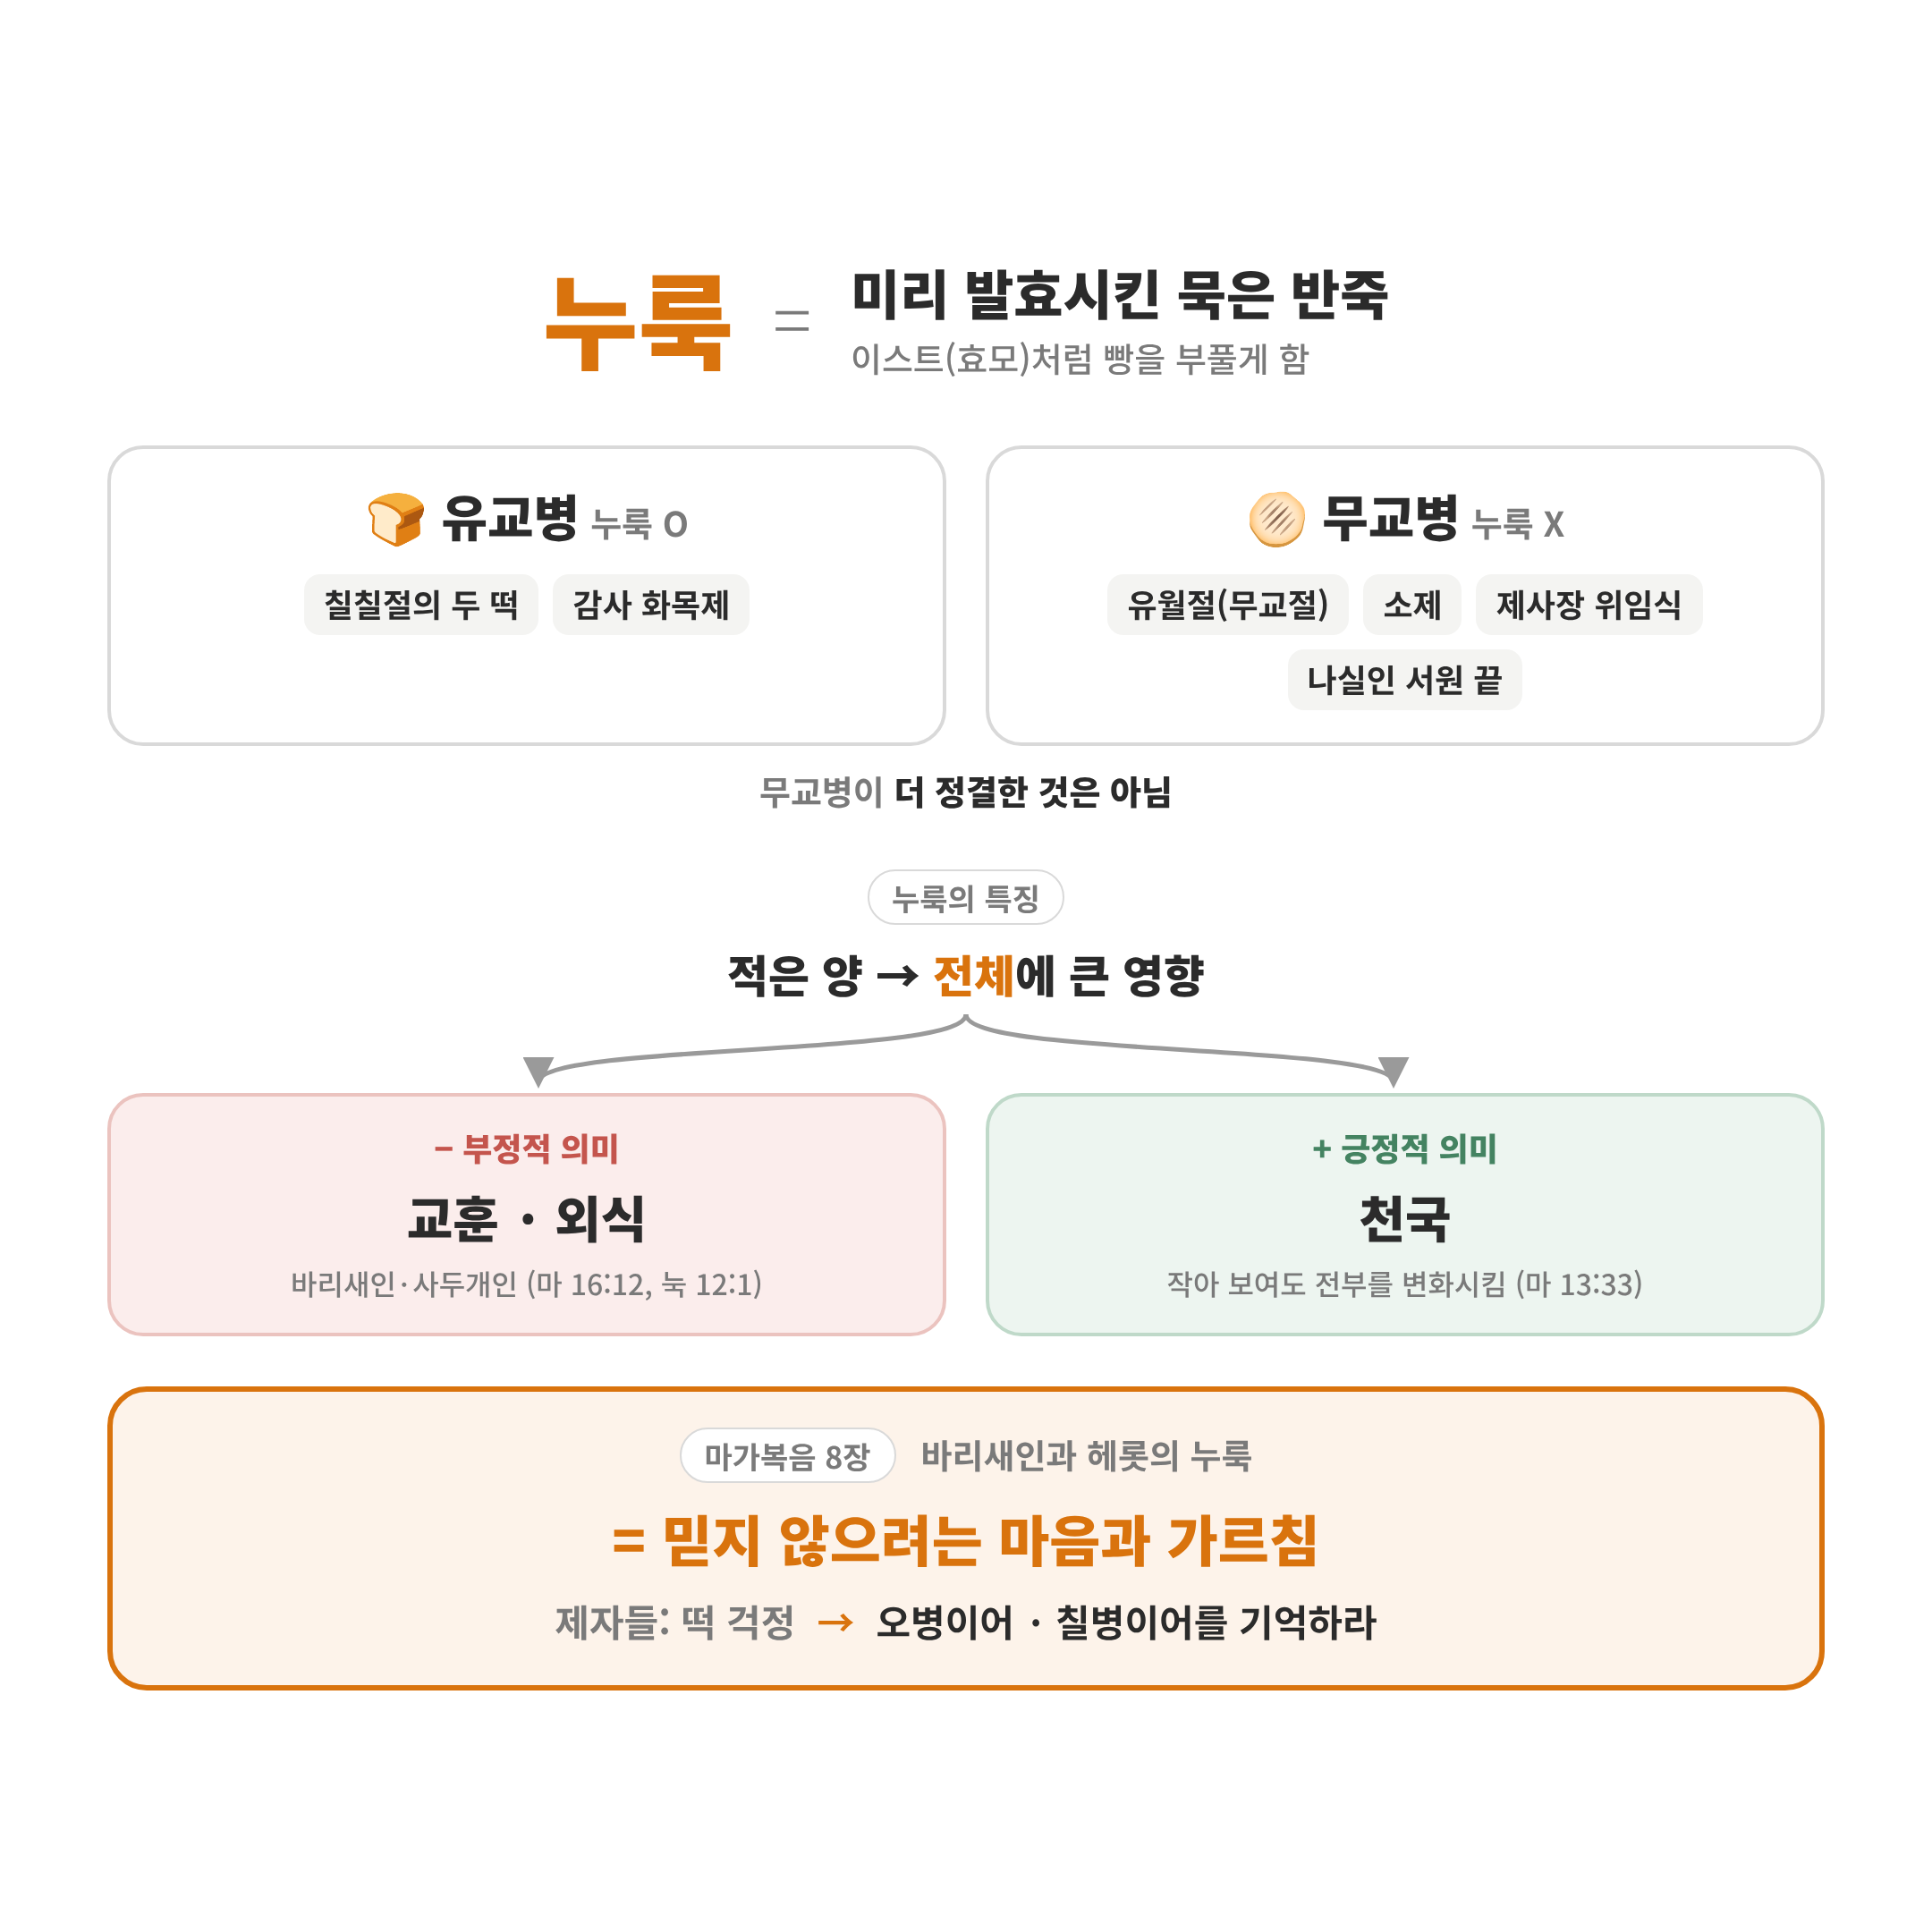 누룩 = 미리 발효시킨 묵은 반죽
이스트(효모)처럼 빵을 부풀게 함
유교병 누룩 O
칠칠절의 두 떡
감사 화목제
무교병 누룩 X
유월절(무교절)
소제
제사장 위임식
나실인 서원 끝
무교병이 더 정결한 것은 아님
누룩의 특징
적은 양 → 전체에 큰 영향
− 부정적 의미
교훈 · 외식
바리새인·사두개인 (마 16:12, 눅 12:1)
+ 긍정적 의미
천국
작아 보여도 전부를 변화시킴 (마 13:33)
마가복음 8장 바리새인과 헤롯의 누룩
= 믿지 않으려는 마음과 가르침
제자들: 떡 걱정 → 오병이어 · 칠병이어를 기억하라